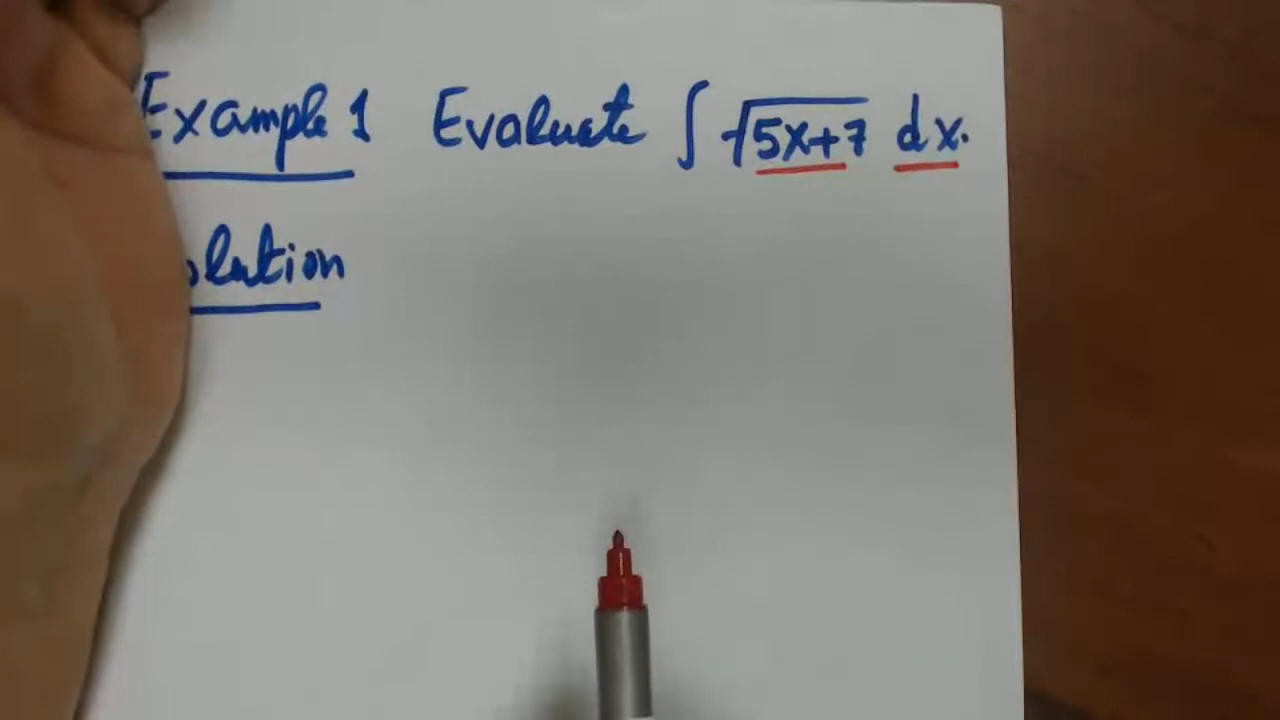 Example 1 Evaluate ∫ √5x+7 dx.
olution